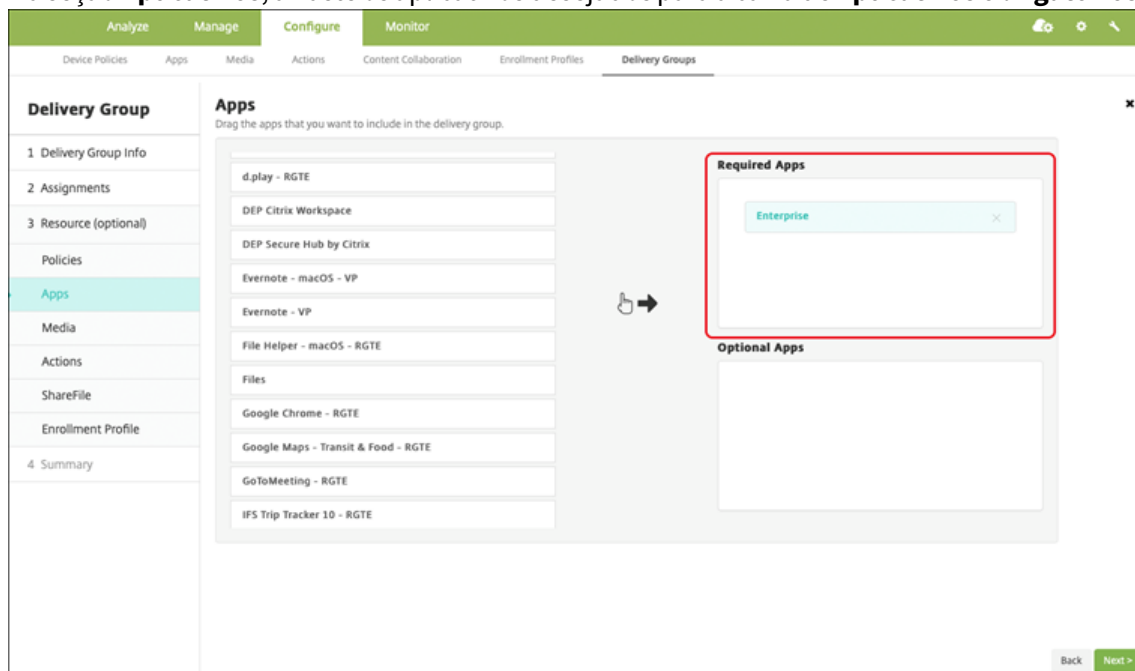 Analyze Manage Configure Monitor
Device Policies Apps Media Actions Content Collaboration Enrollment Profiles Delivery Groups
Delivery Group
1 Delivery Group Info
2 Assignments
3 Resource (optional)
Policies
Apps
Media
Actions
ShareFile
Enrollment Profile
4 Summary
Apps
Drag the apps that you want to include in the delivery group.
d.play - RGTE
DEP Citrix Workspace
DEP Secure Hub by Citrix
Evernote - macOS - VP
Evernote - VP
File Helper - macOS - RGTE
Files
Google Chrome - RGTE
Google Maps - Transit & Food - RGTE
GoToMeeting - RGTE
IFS Trip Tracker 10 - RGTE
Required Apps
Enterprise
Optional Apps
Back Next >